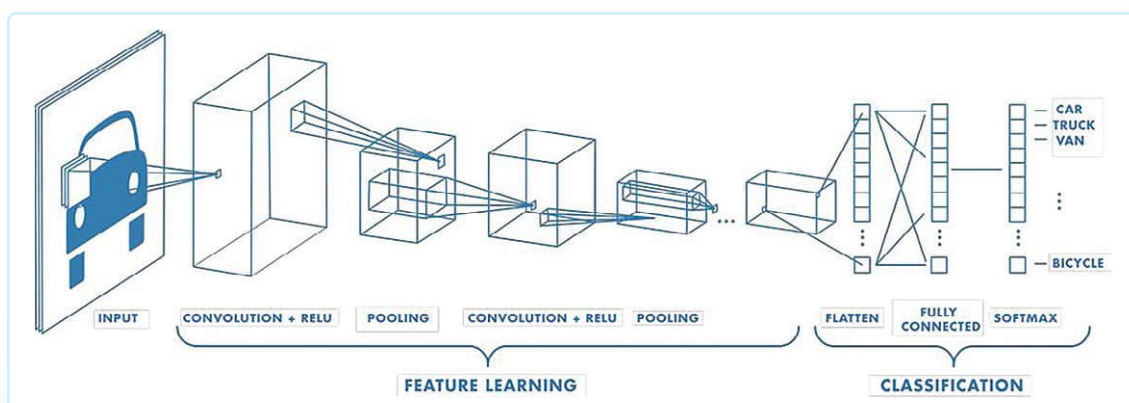 CAR
TRUCK
VAN
BICYCLE
INPUT
CONVOLUTION + RELU
POOLING
CONVOLUTION + RELU
POOLING
FLATTEN
FULLY
CONNECTED
SOFTMAX
FEATURE LEARNING
CLASSIFICATION